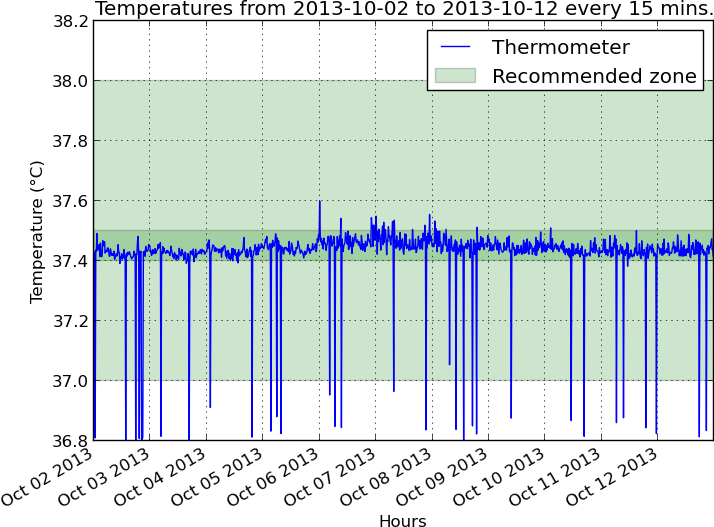 Temperatures from 2013-10-02 to 2013-10-12 every 15 mins.
38.2
38.0
37.8
37.6
37.4
37.2
37.0
36.8
Temperature (°C)
Thermometer
Recommended zone
Oct 02 2013
Oct 03 2013
Oct 04 2013
Oct 05 2013
Oct 06 2013
Oct 07 2013
Oct 08 2013
Oct 09 2013
Oct 10 2013
Oct 11 2013
Oct 12 2013
Hours